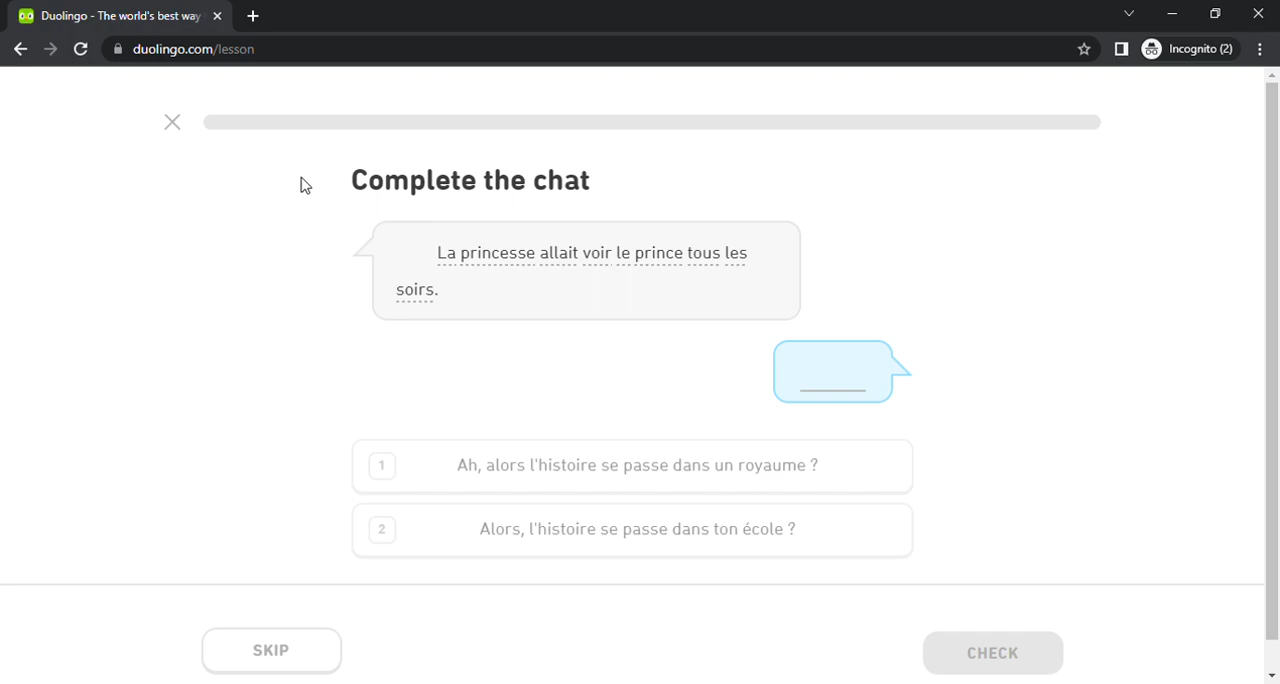 Duolingo - The world's best way
duolingo.com/lesson
Incognito (2)
Complete the chat
La princesse allait voir le prince tous les
soirs.
1 Ah, alors l'histoire se passe dans un royaume ?
2 Alors, l'histoire se passe dans ton école ?
SKIP
CHECK